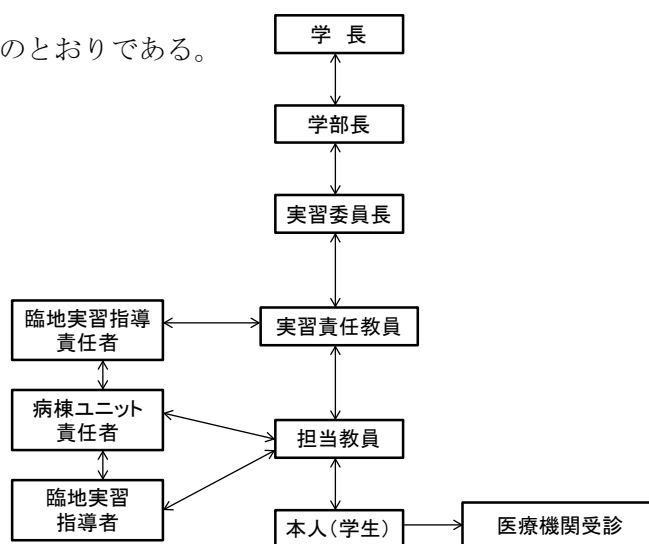 のとおりである。
学 長
学部長
実習委員長
臨地実習指導
責任者
実習責任教員
病棟ユニット
責任者
担当教員
臨地実習
指導者
本人(学生)
医療機関受診